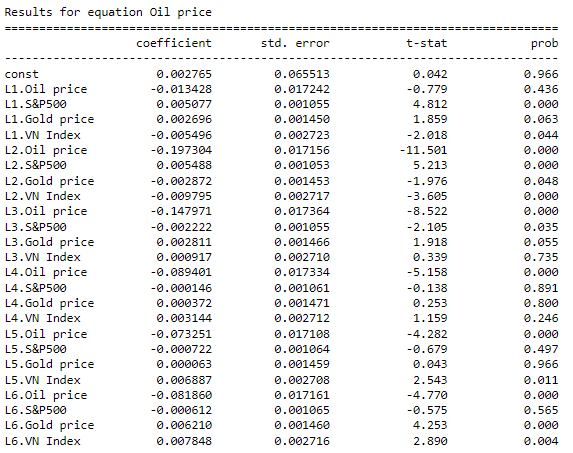 Results for equation Oil price
==============================================================================
                   coefficient       std. error           t-stat            prob
------------------------------------------------------------------------------
const                 0.002765         0.065513            0.042           0.966
L1.Oil price         -0.013428         0.017242           -0.779           0.436
L1.S&P500             0.005077         0.001055            4.812           0.000
L1.Gold price         0.002696         0.001450            1.859           0.063
L1.VN Index          -0.005496         0.002723           -2.018           0.044
L2.Oil price         -0.197304         0.017156          -11.501           0.000
L2.S&P500             0.005488         0.001053            5.213           0.000
L2.Gold price        -0.002872         0.001453           -1.976           0.048
L2.VN Index          -0.009795         0.002717           -3.605           0.000
L3.Oil price         -0.147971         0.017364           -8.522           0.000
L3.S&P500            -0.002222         0.001055           -2.105           0.035
L3.Gold price         0.002811         0.001466            1.918           0.055
L3.VN Index           0.000917         0.002710            0.339           0.735
L4.Oil price         -0.089401         0.017334           -5.158           0.000
L4.S&P500            -0.000146         0.001061           -0.138           0.891
L4.Gold price         0.000372         0.001471            0.253           0.800
L4.VN Index           0.003144         0.002712            1.159           0.246
L5.Oil price         -0.073251         0.017108           -4.282           0.000
L5.S&P500            -0.000722         0.001064           -0.679           0.497
L5.Gold price         0.000063         0.001459            0.043           0.966
L5.VN Index           0.006887         0.002708            2.543           0.011
L6.Oil price         -0.081860         0.017161           -4.770           0.000
L6.S&P500            -0.000612         0.001065           -0.575           0.565
L6.Gold price         0.006210         0.001460            4.253           0.000
L6.VN Index           0.007848         0.002716            2.890           0.004